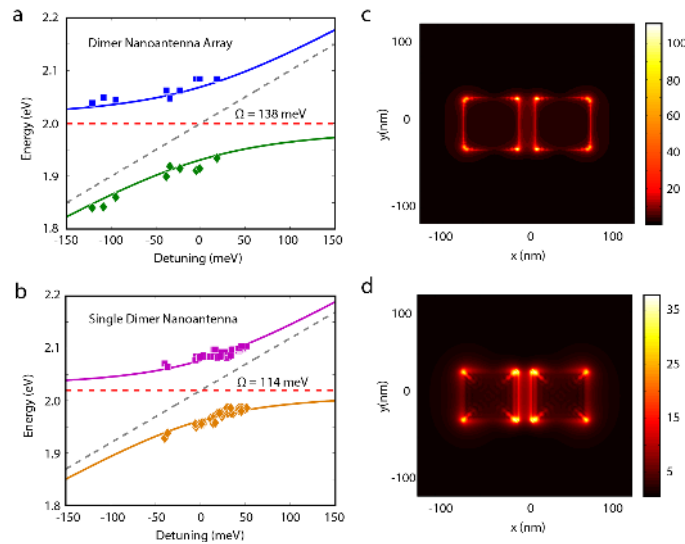 a
Dimer Nanoantenna Array
Ω = 138 meV
Energy (eV)
2.2
2.1
2.0
1.9
1.8
-150 -100 -50 0 50 100 150
Detuning (meV)
c
y(nm)
100
0
-100
-100 0 100
x (nm)
100
80
60
40
20
b
Single Dimer Nanoantenna
Ω = 114 meV
Energy (eV)
2.2
2.1
2.0
1.9
1.8
-150 -100 -50 0 50 100 150
Detuning (meV)
d
y(nm)
100
0
-100
-100 0 100
x (nm)
35
25
15
5